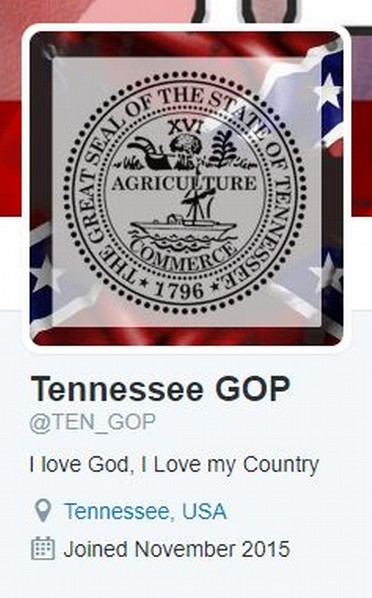 THE GREAT SEAL OF THE STATE OF TENNESSEE
XVI
AGRICULTURE
COMMERCE
★ 1796 ★
Tennessee GOP
@TEN_GOP
I love God, I Love my Country
Tennessee, USA
Joined November 2015